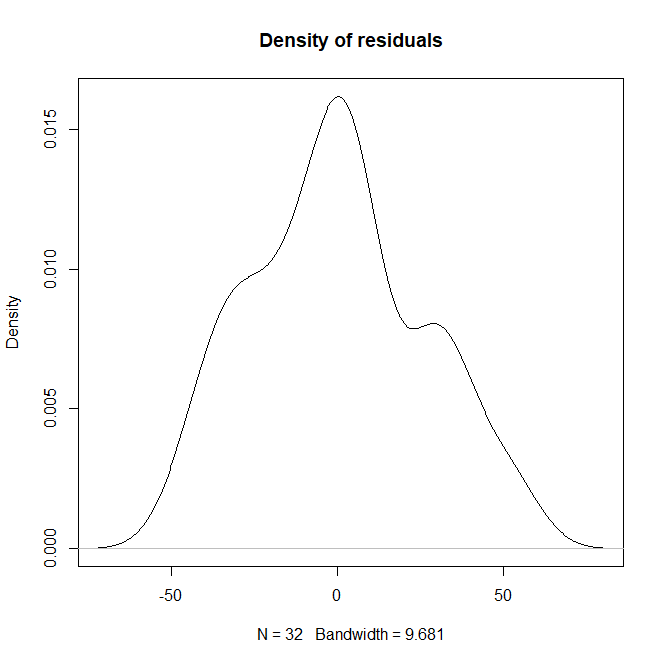 Density of residuals
Density
0.015
0.010
0.005
0.000
-50 0 50
N = 32 Bandwidth = 9.681